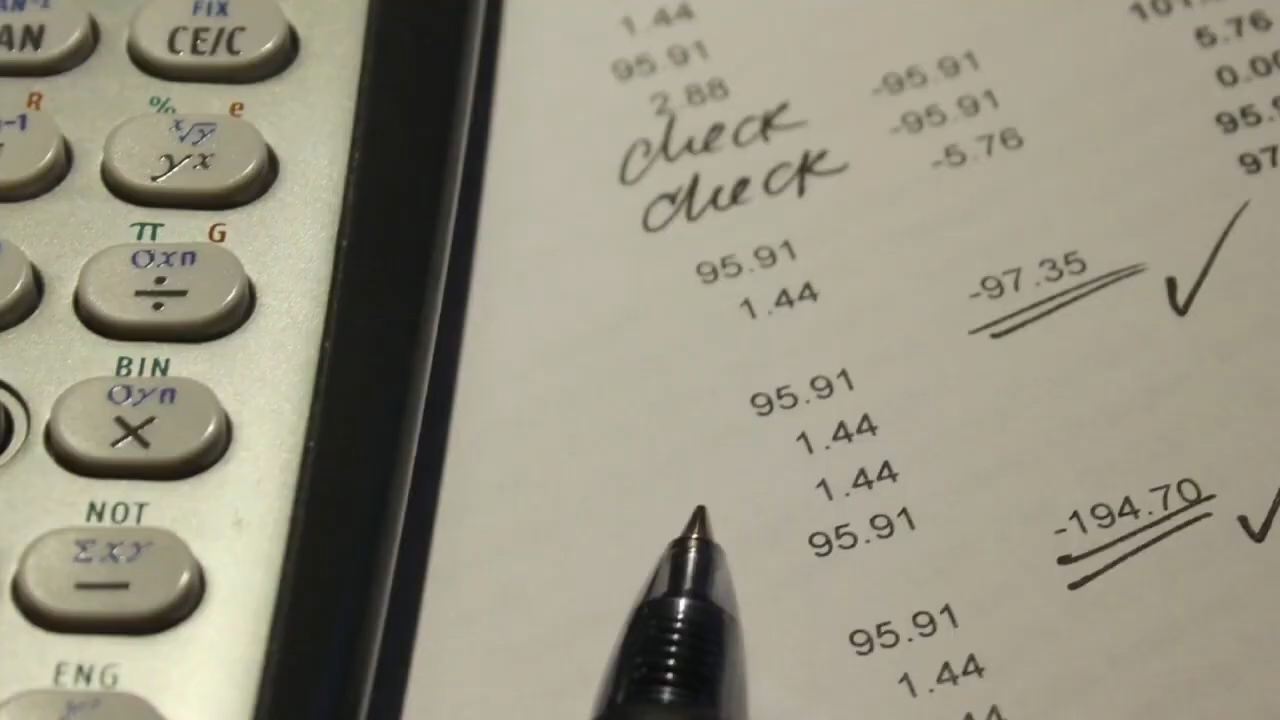 FIX
CE/C
AN
% e
R
x√y
yˣ
π G
σxn
÷
BIN
σyn
×
NOT
Σxy
−
ENG
1.44
95.91
2.88
check
check
95.91
1.44
95.91
1.44
1.44
95.91
95.91
1.44
-95.91
-95.91
-5.76
-97.35
-194.70
5.76